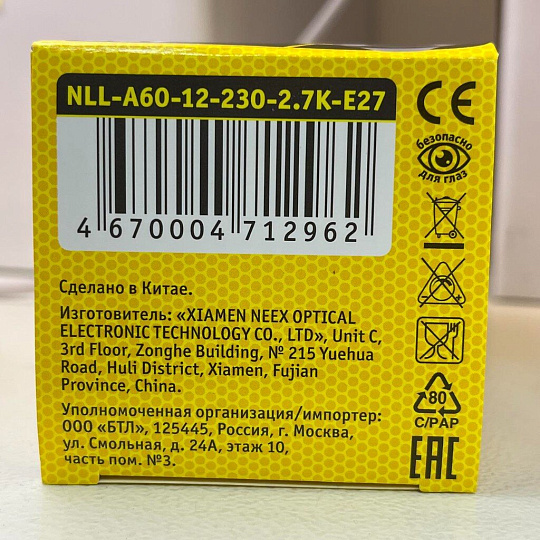 NLL-A60-12-230-2.7K-E27
4 670004 712962
CE
безопасно
для глаз
Сделано в Китае.
Изготовитель: «XIAMEN NEEX OPTICAL
ELECTRONIC TECHNOLOGY CO., LTD», Unit C,
3rd Floor, Zonghe Building, № 215 Yuehua
Road, Huli District, Xiamen, Fujian
Province, China.
Уполномоченная организация/импортер:
ООО «БТЛ», 125445, Россия, г. Москва,
ул. Смольная, д. 24А, этаж 10,
часть пом. №3.
80
C/PAP
EAC